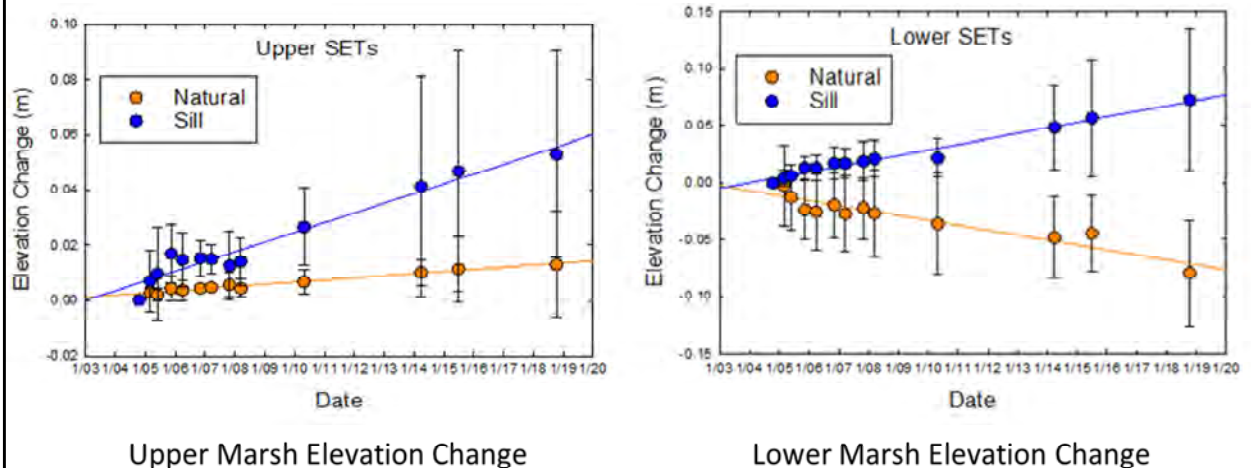 Upper SETs
Natural
Sill
Elevation Change (m)
0.10
0.08
0.06
0.04
0.02
0.00
-0.02
1/03 1/04 1/05 1/06 1/07 1/08 1/09 1/10 1/11 1/12 1/13 1/14 1/15 1/16 1/17 1/18 1/19 1/20
Date
Upper Marsh Elevation Change
Lower SETs
Natural
Sill
Elevation Change (m)
0.15
0.10
0.05
0.00
-0.05
-0.10
-0.15
1/03 1/04 1/05 1/06 1/07 1/08 1/09 1/10 1/11 1/12 1/13 1/14 1/15 1/16 1/17 1/18 1/19 1/20
Date
Lower Marsh Elevation Change